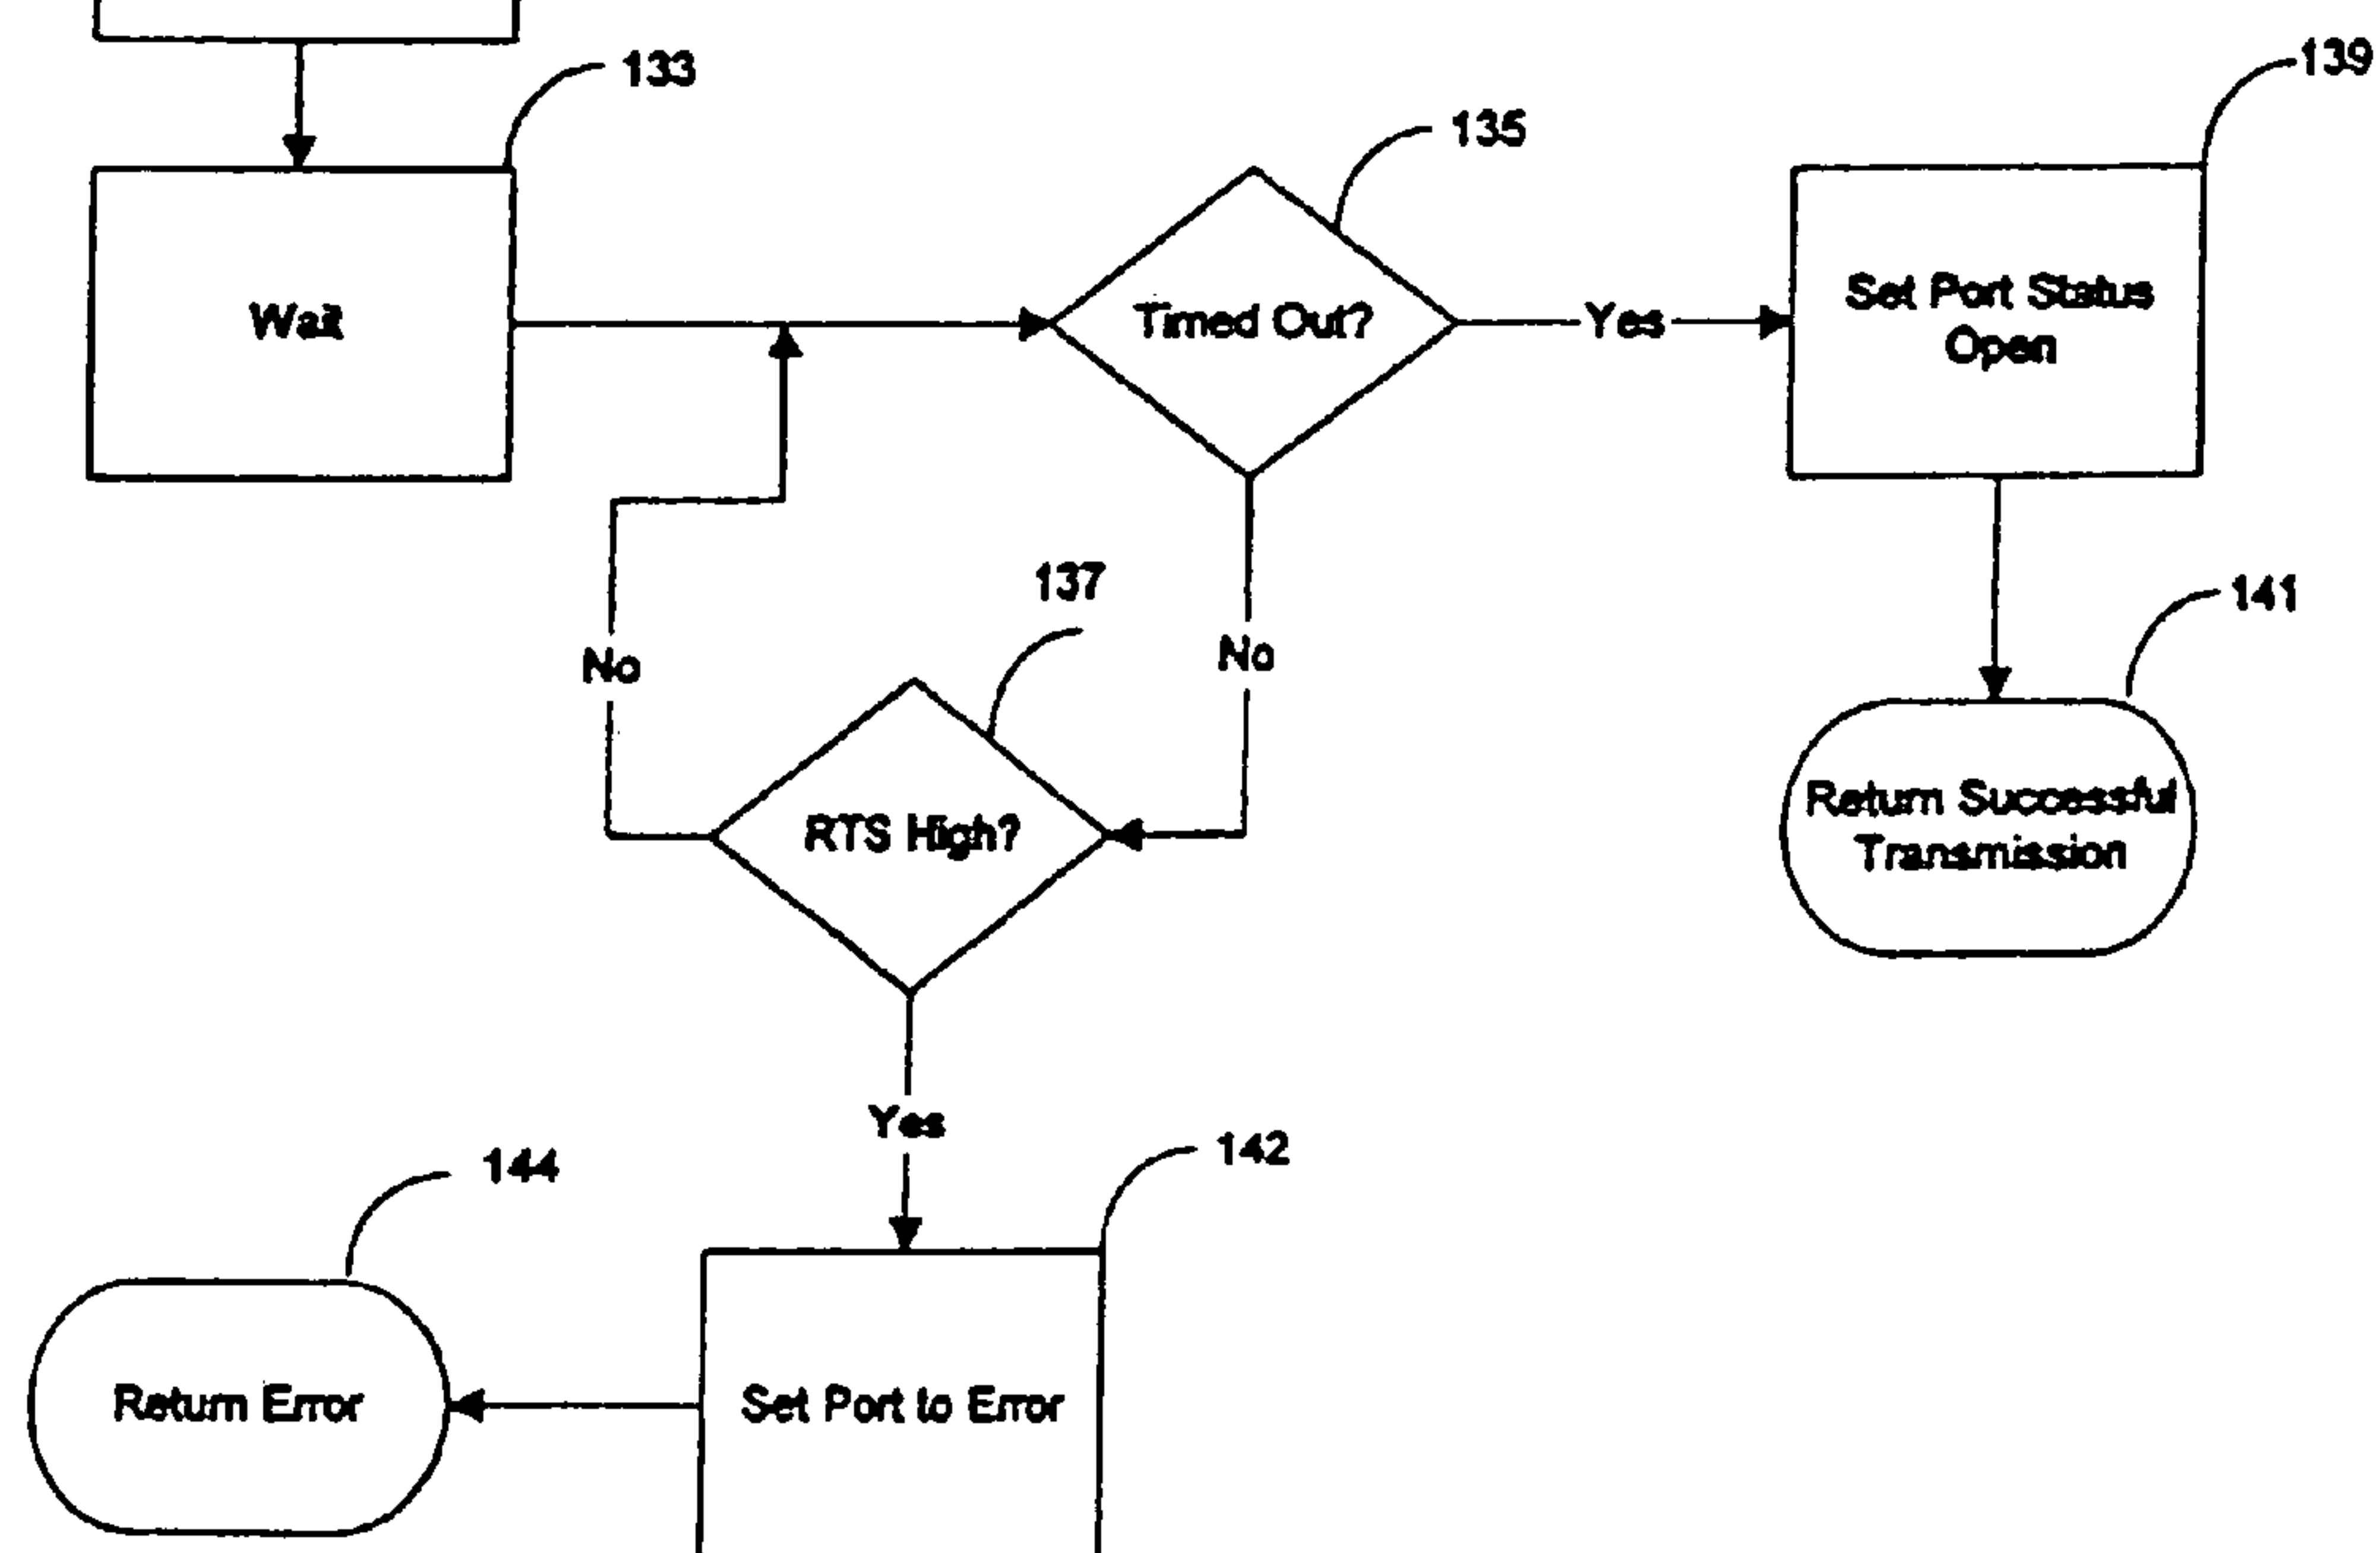 133
139
135
Wait
Timed Out?
Yes
Set Port Status
Open
137
141
No
No
RTS High?
Return Successful
Transmission
Yes
142
144
Return Error
Set Port to Error